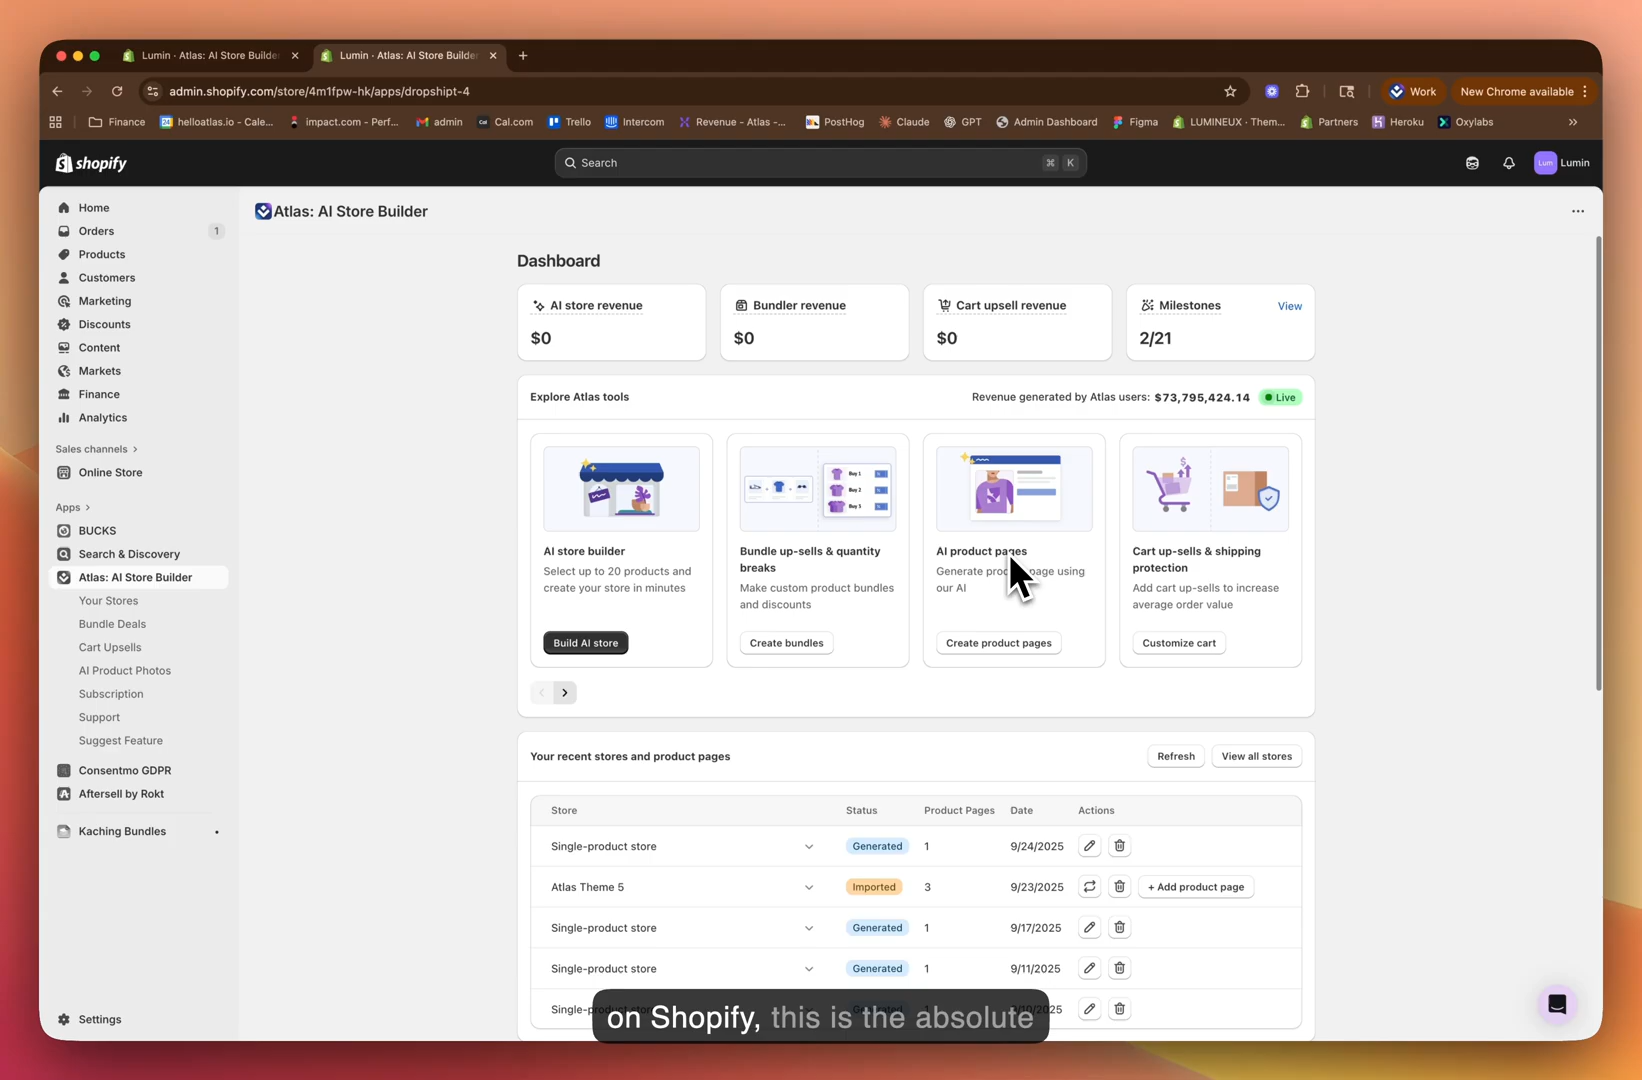 Lumin · Atlas: AI Store Builde
Lumin · Atlas: AI Store Builder
admin.shopify.com/store/4m1fpw-hk/apps/dropshipt-4
Work
New Chrome available
Finance
helloatlas.io - Cale...
impact.com - Perf...
admin
Cal.com
Trello
Intercom
Revenue - Atlas -...
PostHog
Claude
GPT
Admin Dashboard
Figma
LUMINEUX · Them...
Partners
Heroku
Oxylabs
shopify
Search
⌘ K
Lum
Lumin
Home
Orders 1
Products
Customers
Marketing
Discounts
Content
Markets
Finance
Analytics
Sales channels
Online Store
Apps
BUCKS
Search & Discovery
Atlas: AI Store Builder
Your Stores
Bundle Deals
Cart Upsells
AI Product Photos
Subscription
Support
Suggest Feature
Consentmo GDPR
Aftersell by Rokt
Kaching Bundles
Settings
Atlas: AI Store Builder
Dashboard
AI store revenue
$0
Bundler revenue
$0
Cart upsell revenue
$0
Milestones
View
2/21
Explore Atlas tools
Revenue generated by Atlas users: $73,795,424.14
Live
AI store builder
Select up to 20 products and
create your store in minutes
Build AI store
Buy 1
Buy 2
Buy 3
Bundle up-sells & quantity
breaks
Make custom product bundles
and discounts
Create bundles
AI product pages
Generate page using
our AI
Create product pages
Cart up-sells & shipping
protection
Add cart up-sells to increase
average order value
Customize cart
Your recent stores and product pages
Refresh
View all stores
Store Status Product Pages Date Actions
Single-product store Generated 1 9/24/2025
Atlas Theme 5 Imported 3 9/23/2025 + Add product page
Single-product store Generated 1 9/17/2025
Single-product store Generated 1 9/11/2025
on Shopify, this is the absolute